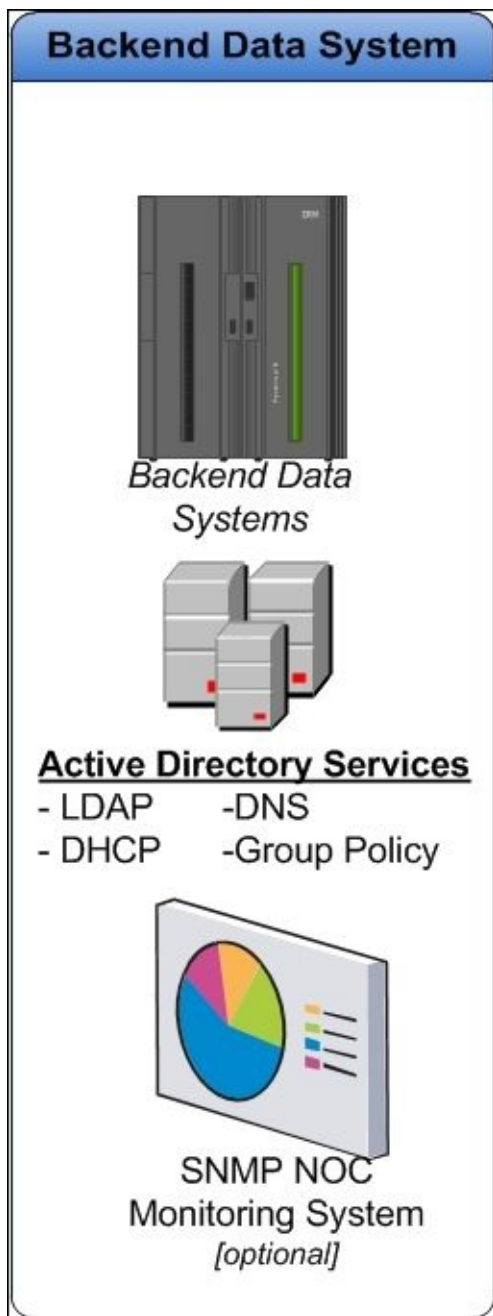 Backend Data System
IBM
Backend Data
Systems
Active Directory Services
- LDAP -DNS
- DHCP -Group Policy
SNMP NOC
Monitoring System
[optional]